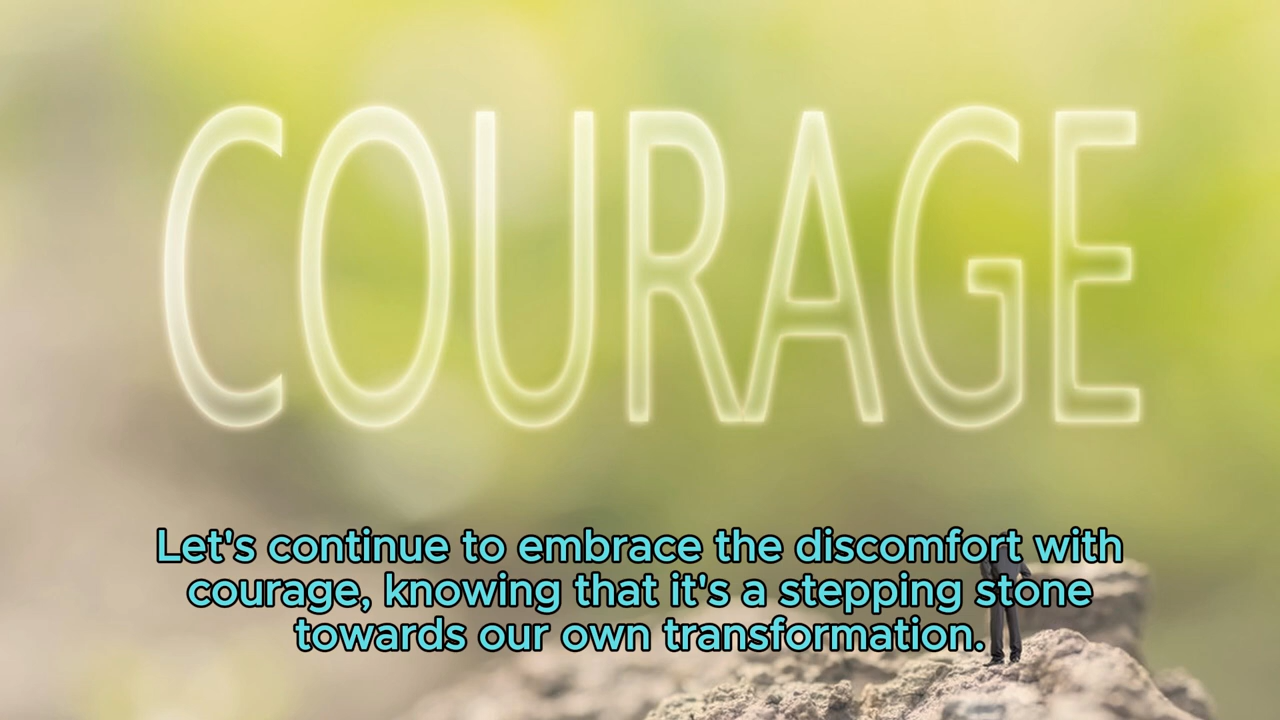 COURAGE
Let's continue to embrace the discomfort with
courage, knowing that it's a stepping stone
towards our own transformation.